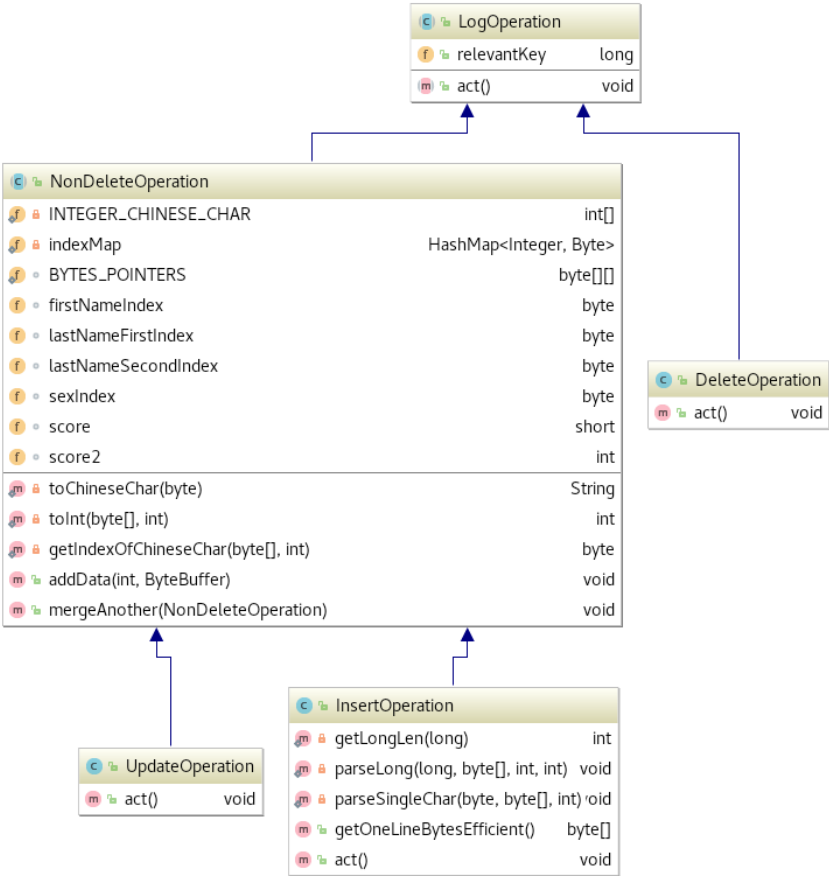 LogOperation
relevantKey long
act() void
NonDeleteOperation
INTEGER_CHINESE_CHAR int[]
indexMap HashMap<Integer, Byte>
BYTES_POINTERS byte[][]
firstNameIndex byte
lastNameFirstIndex byte
lastNameSecondIndex byte
sexIndex byte
score short
score2 int
toChineseChar(byte) String
toInt(byte[], int) int
getIndexOfChineseChar(byte[], int) byte
addData(int, ByteBuffer) void
mergeAnother(NonDeleteOperation) void
DeleteOperation
act() void
InsertOperation
getLongLen(long) int
parseLong(long, byte[], int, int) void
parseSingleChar(byte, byte[], int) void
getOneLineBytesEfficient() byte[]
act() void
UpdateOperation
act() void